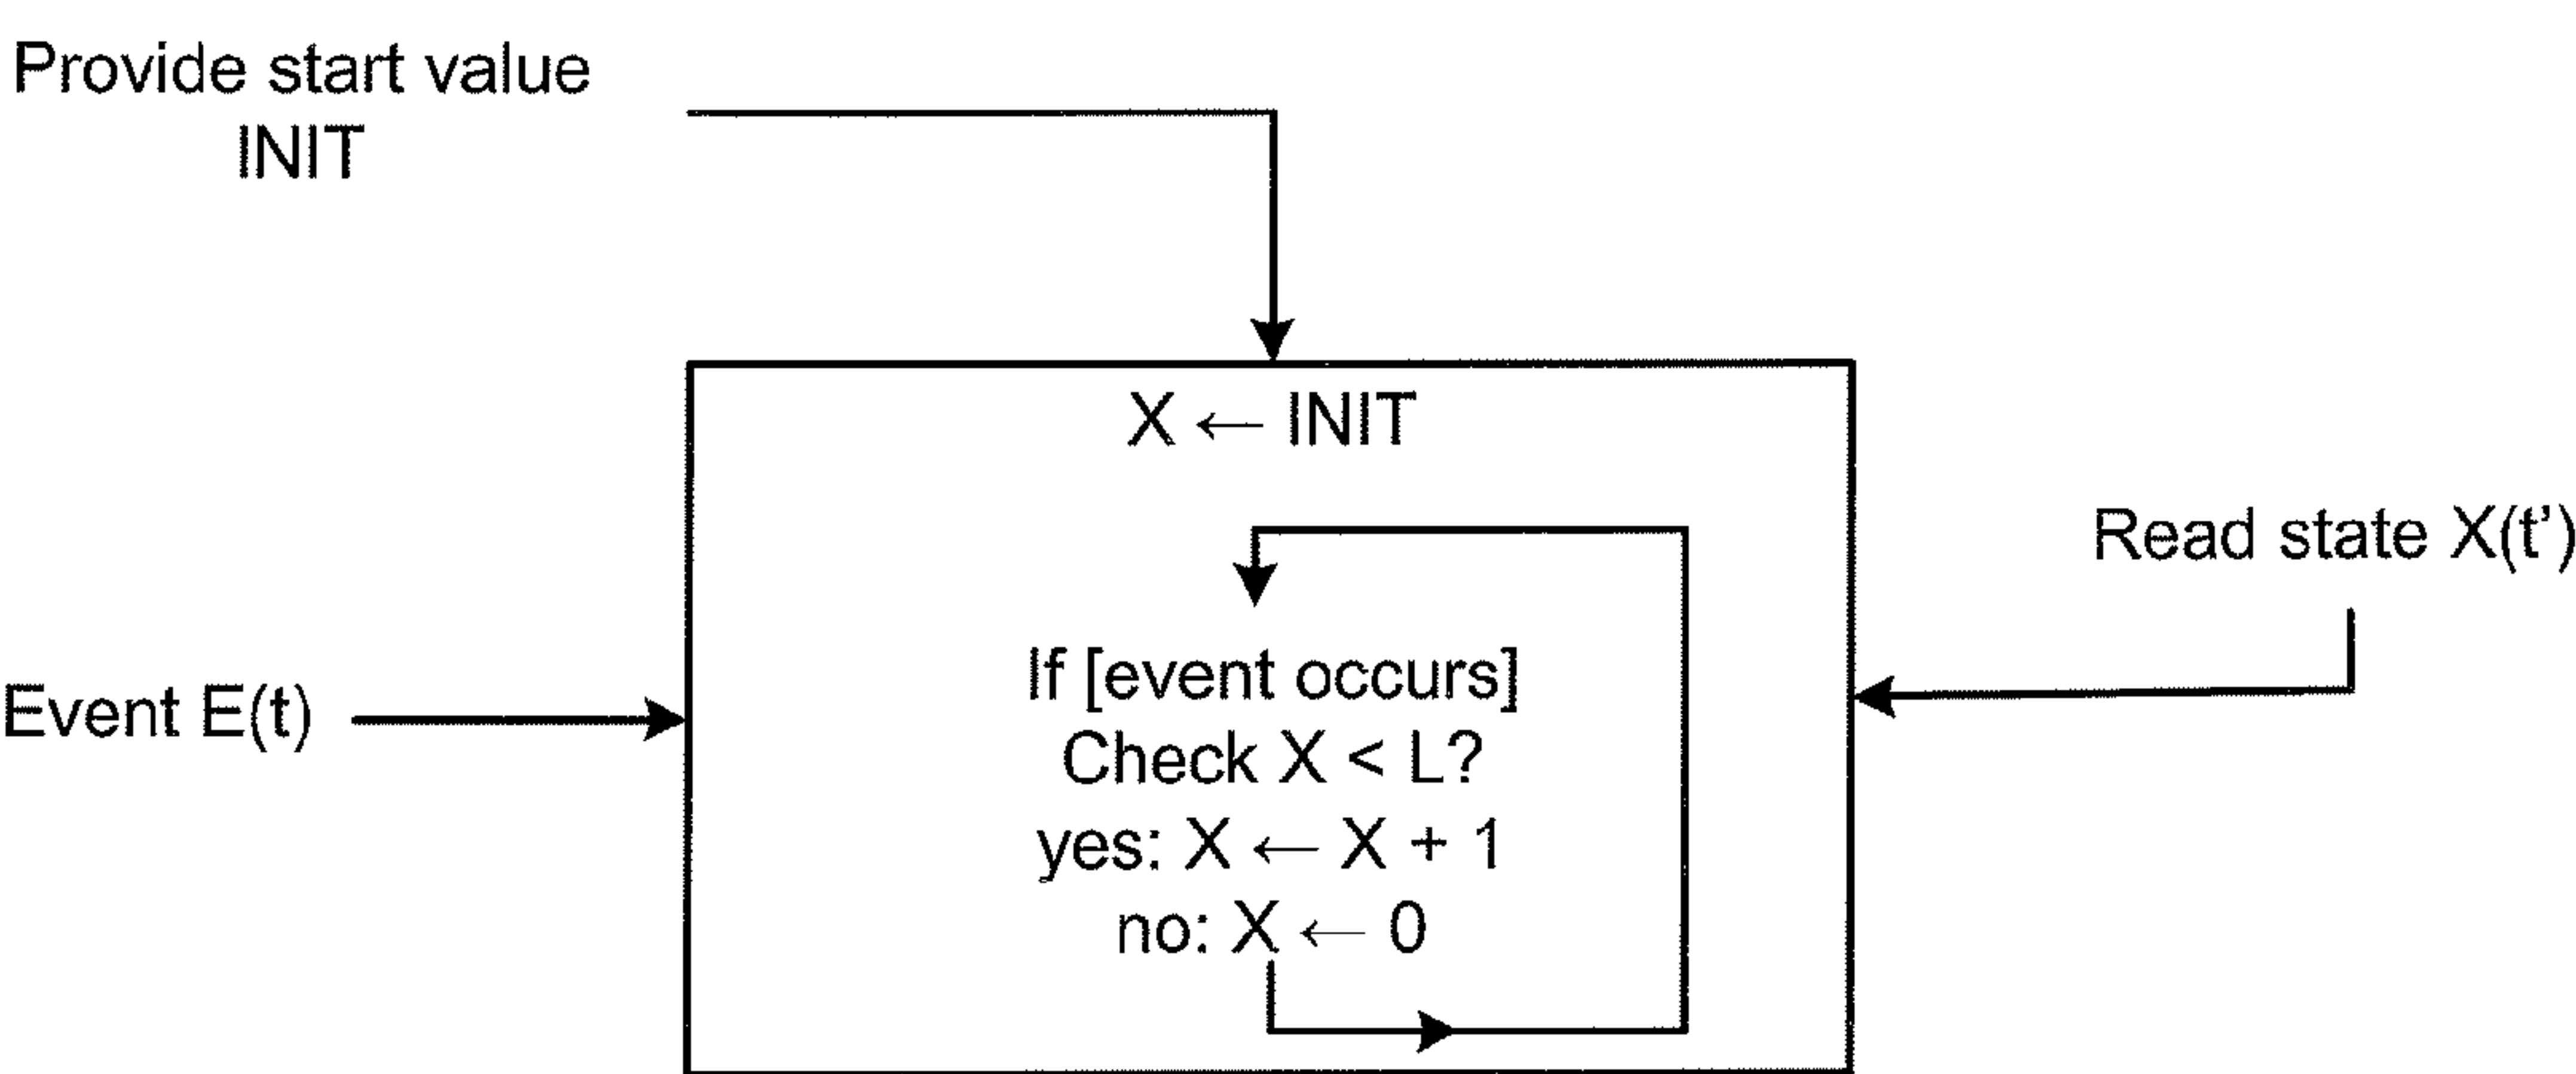 Provide start value
INIT
X ← INIT
Read state X(t’)
If [event occurs]
Event E(t)
Check X < L?
yes: X ← X + 1
no: X ← 0